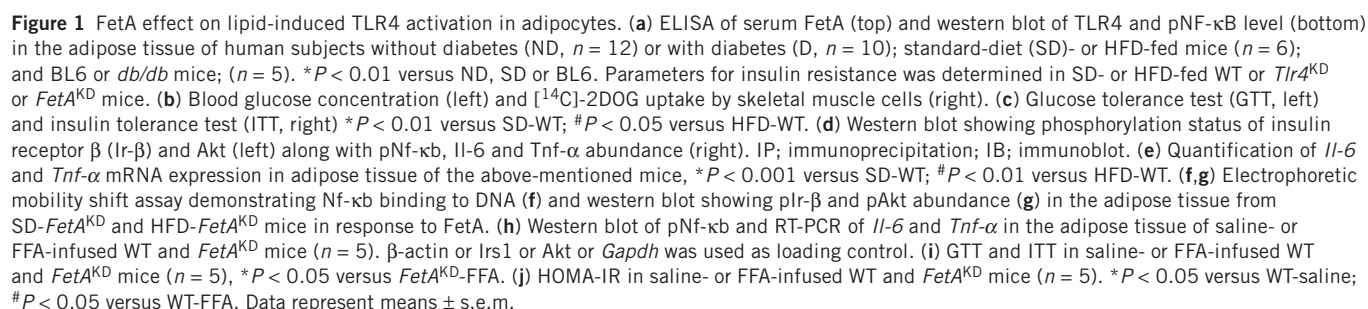 Figure 1 FetA effect on lipid-induced TLR4 activation in adipocytes. (a) ELISA of serum FetA (top) and western blot of TLR4 and pNF-κB level (bottom)
in the adipose tissue of human subjects without diabetes (ND, n = 12) or with diabetes (D, n = 10); standard-diet (SD)- or HFD-fed mice (n = 6);
and BL6 or db/db mice; (n = 5). *P < 0.01 versus ND, SD or BL6. Parameters for insulin resistance was determined in SD- or HFD-fed WT or Tlr4KD
or FetAKD mice. (b) Blood glucose concentration (left) and [14C]-2DOG uptake by skeletal muscle cells (right). (c) Glucose tolerance test (GTT, left)
and insulin tolerance test (ITT, right) *P < 0.01 versus SD-WT; #P < 0.05 versus HFD-WT. (d) Western blot showing phosphorylation status of insulin
receptor β (Ir-β) and Akt (left) along with pNf-κb, Il-6 and Tnf-α abundance (right). IP; immunoprecipitation; IB; immunoblot. (e) Quantification of Il-6
and Tnf-α mRNA expression in adipose tissue of the above-mentioned mice, *P < 0.001 versus SD-WT; #P < 0.01 versus HFD-WT. (f,g) Electrophoretic
mobility shift assay demonstrating Nf-κb binding to DNA (f) and western blot showing pIr-β and pAkt abundance (g) in the adipose tissue from
SD-FetAKD and HFD-FetAKD mice in response to FetA. (h) Western blot of pNf-κb and RT-PCR of Il-6 and Tnf-α in the adipose tissue of saline- or
FFA-infused WT and FetAKD mice (n = 5). β-actin or Irs1 or Akt or Gapdh was used as loading control. (i) GTT and ITT in saline- or FFA-infused WT
and FetAKD mice (n = 5), *P < 0.05 versus FetAKD-FFA. (j) HOMA-IR in saline- or FFA-infused WT and FetAKD mice (n = 5). *P < 0.05 versus WT-saline;
#P < 0.05 versus WT-FFA. Data represent means ± s.e.m.